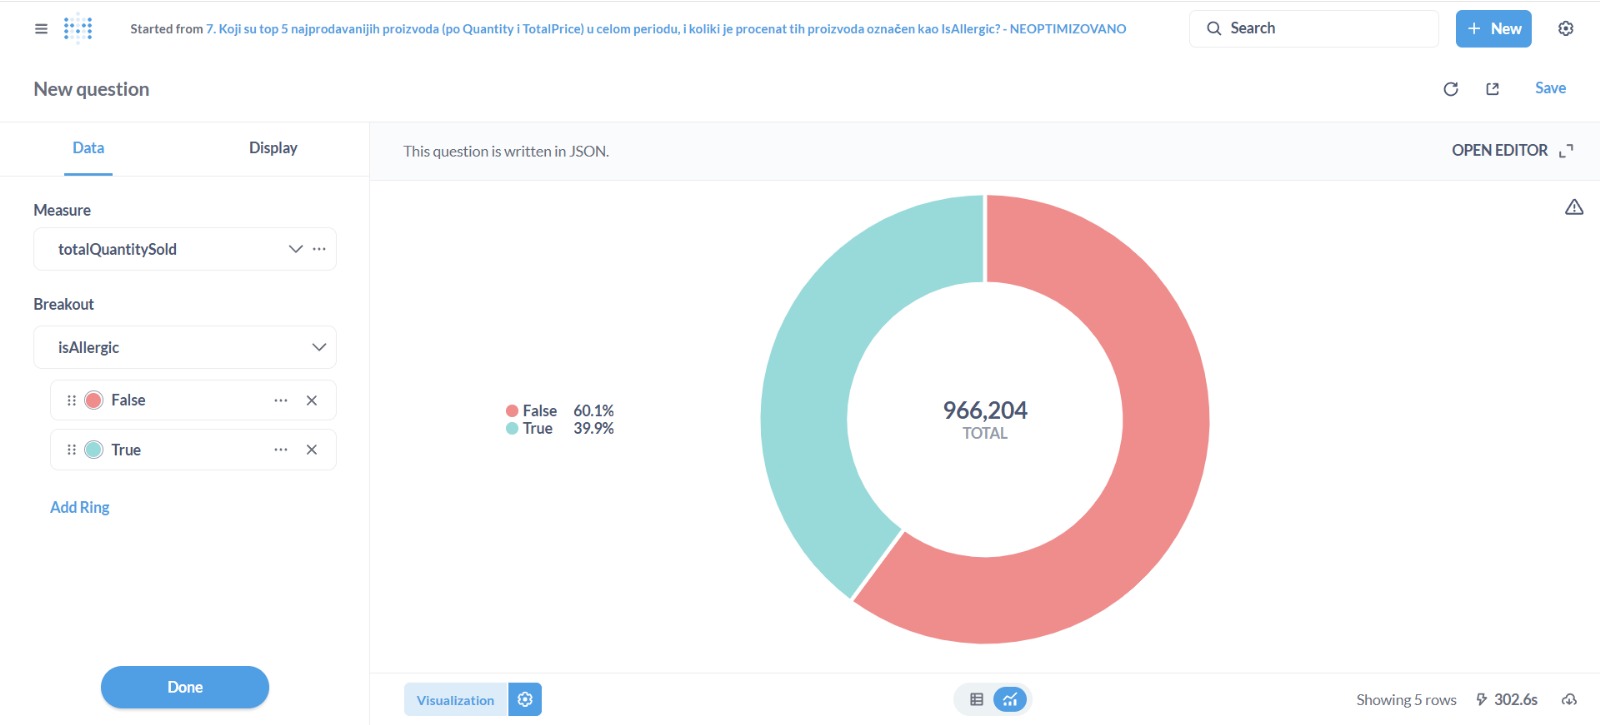 Started from 7. Koji su top 5 najprodavanijih proizvoda (po Quantity i TotalPrice) u celom periodu, i koliki je procenat tih proizvoda označen kao IsAllergic? - NEOPTIMIZOVANO
Search
+ New
New question
Save
Data
Display
This question is written in JSON.
OPEN EDITOR
Measure
totalQuantitySold
Breakout
isAllergic
False
True
Add Ring
Done
False 60.1%
True 39.9%
966,204
TOTAL
Visualization
Showing 5 rows
302.6s